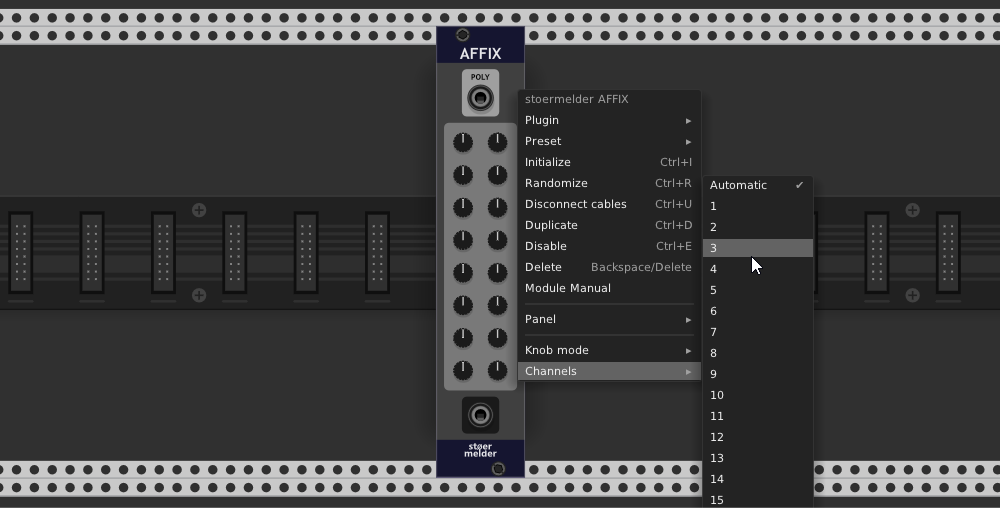 AFFIX
POLY
stoermelder AFFIX
Plugin
Preset
Initialize Ctrl+I
Randomize Ctrl+R
Disconnect cables Ctrl+U
Duplicate Ctrl+D
Disable Ctrl+E
Delete Backspace/Delete
Module Manual
Panel
Knob mode
Channels
Automatic ✔
1
2
3
4
5
6
7
8
9
10
11
12
13
14
15
støer
melder